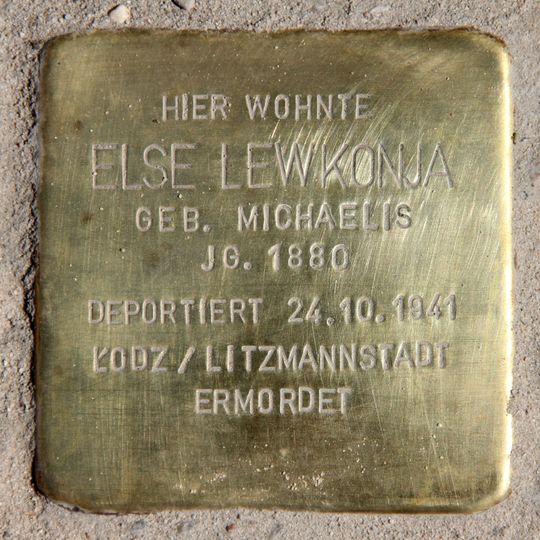 HIER WOHNTE
ELSE LEWKONJA
GEB. MICHAELIS
JG. 1880
DEPORTIERT 24.10.1941
ŁODZ / LITZMANNSTADT
ERMORDET